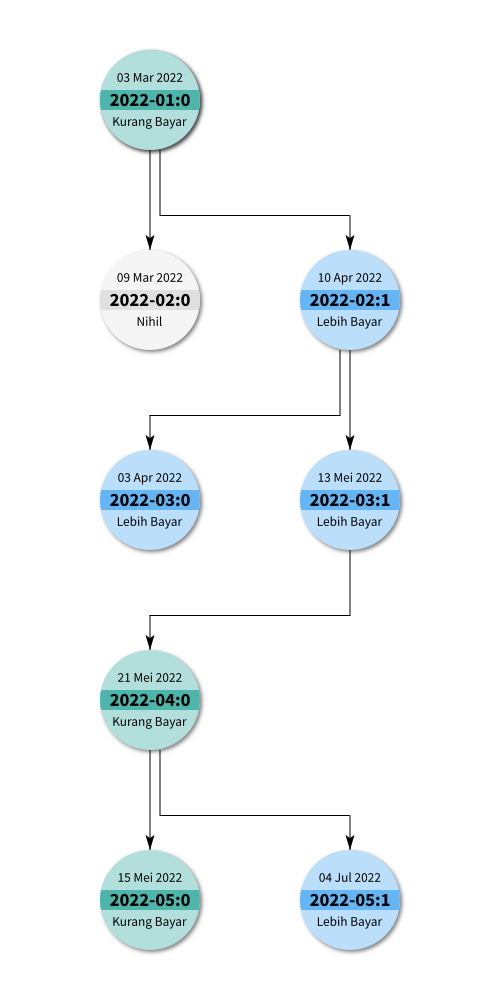 03 Mar 2022
2022-01:0
Kurang Bayar
09 Mar 2022
2022-02:0
Nihil
10 Apr 2022
2022-02:1
Lebih Bayar
03 Apr 2022
2022-03:0
Lebih Bayar
13 Mei 2022
2022-03:1
Lebih Bayar
21 Mei 2022
2022-04:0
Kurang Bayar
15 Mei 2022
2022-05:0
Kurang Bayar
04 Jul 2022
2022-05:1
Lebih Bayar